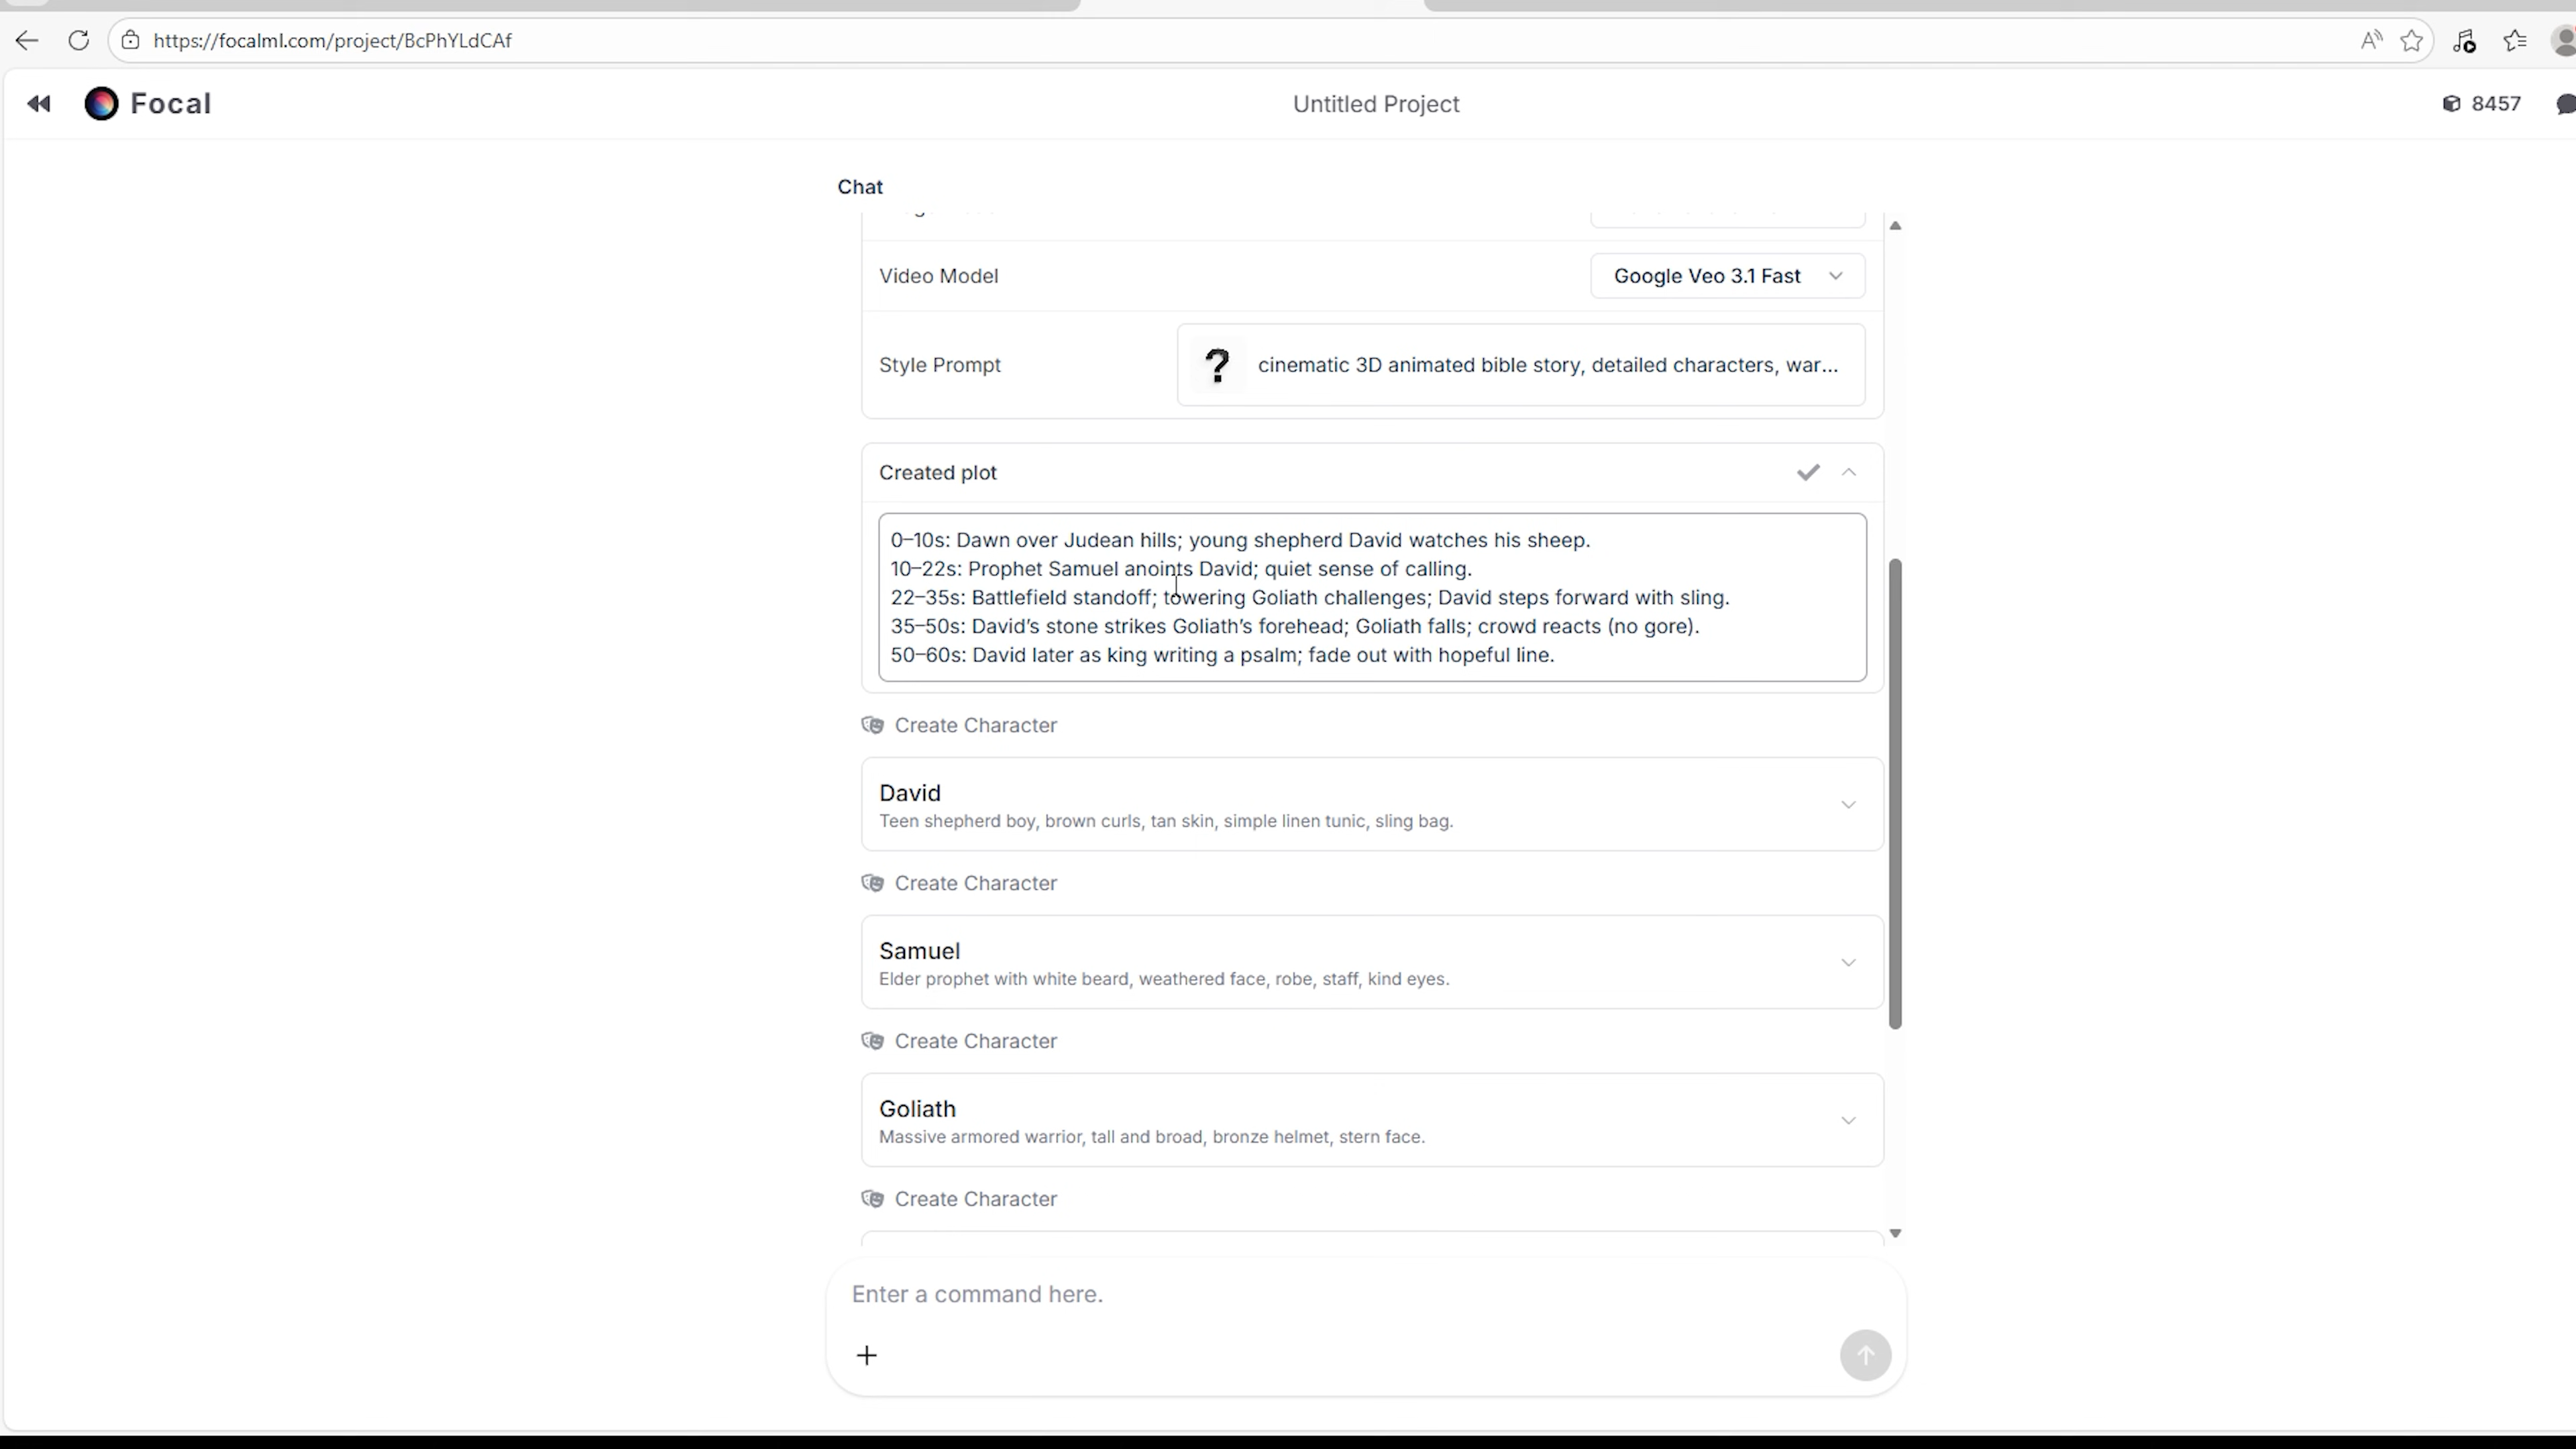 https://focalml.com/project/BcPhYLdCAf
Focal
Untitled Project
8457
Chat
Video Model
Google Veo 3.1 Fast
Style Prompt
? cinematic 3D animated bible story, detailed characters, war...
Created plot
0–10s: Dawn over Judean hills; young shepherd David watches his sheep.
10–22s: Prophet Samuel anoints David; quiet sense of calling.
22–35s: Battlefield standoff; towering Goliath challenges; David steps forward with sling.
35–50s: David’s stone strikes Goliath’s forehead; Goliath falls; crowd reacts (no gore).
50–60s: David later as king writing a psalm; fade out with hopeful line.
Create Character
David
Teen shepherd boy, brown curls, tan skin, simple linen tunic, sling bag.
Create Character
Samuel
Elder prophet with white beard, weathered face, robe, staff, kind eyes.
Create Character
Goliath
Massive armored warrior, tall and broad, bronze helmet, stern face.
Create Character
Enter a command here.